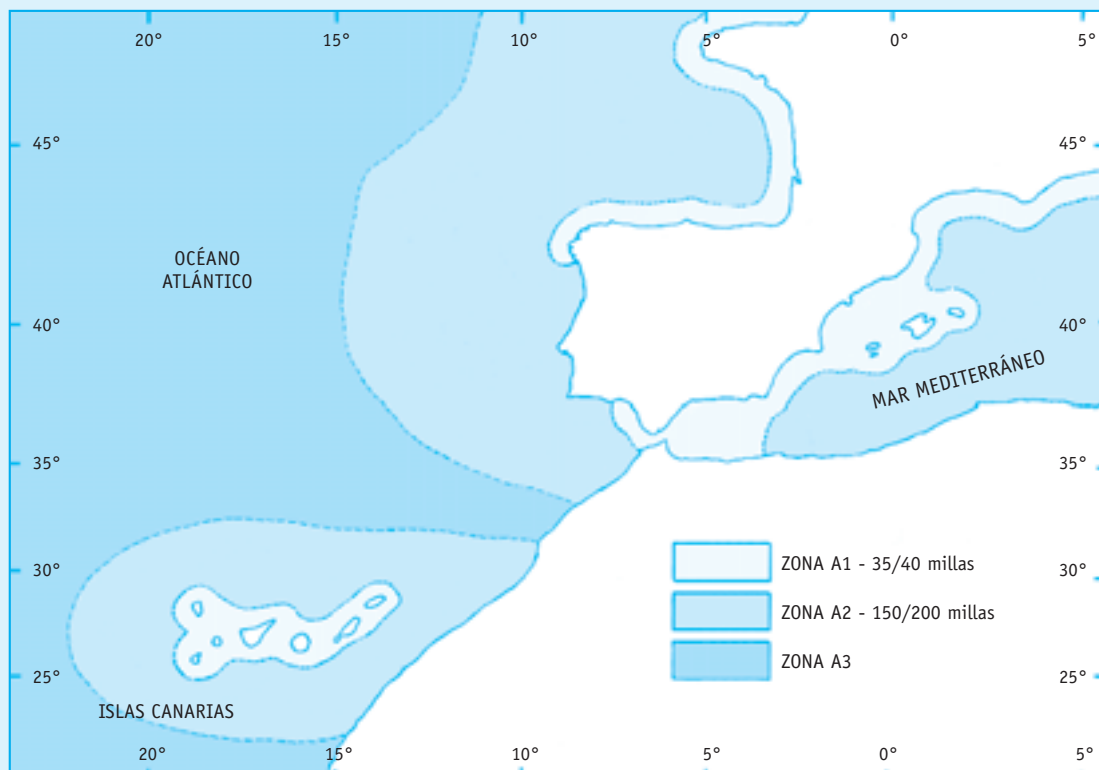 20° 15° 10° 5° 0° 5°
45° 45°
OCÉANO
ATLÁNTICO
40° 40°
MAR MEDITERRÁNEO
35° 35°
ZONA A1 - 35/40 millas
30° 30°
ZONA A2 - 150/200 millas
ZONA A3
25° 25°
ISLAS CANARIAS
20° 15° 10° 5° 0° 5°